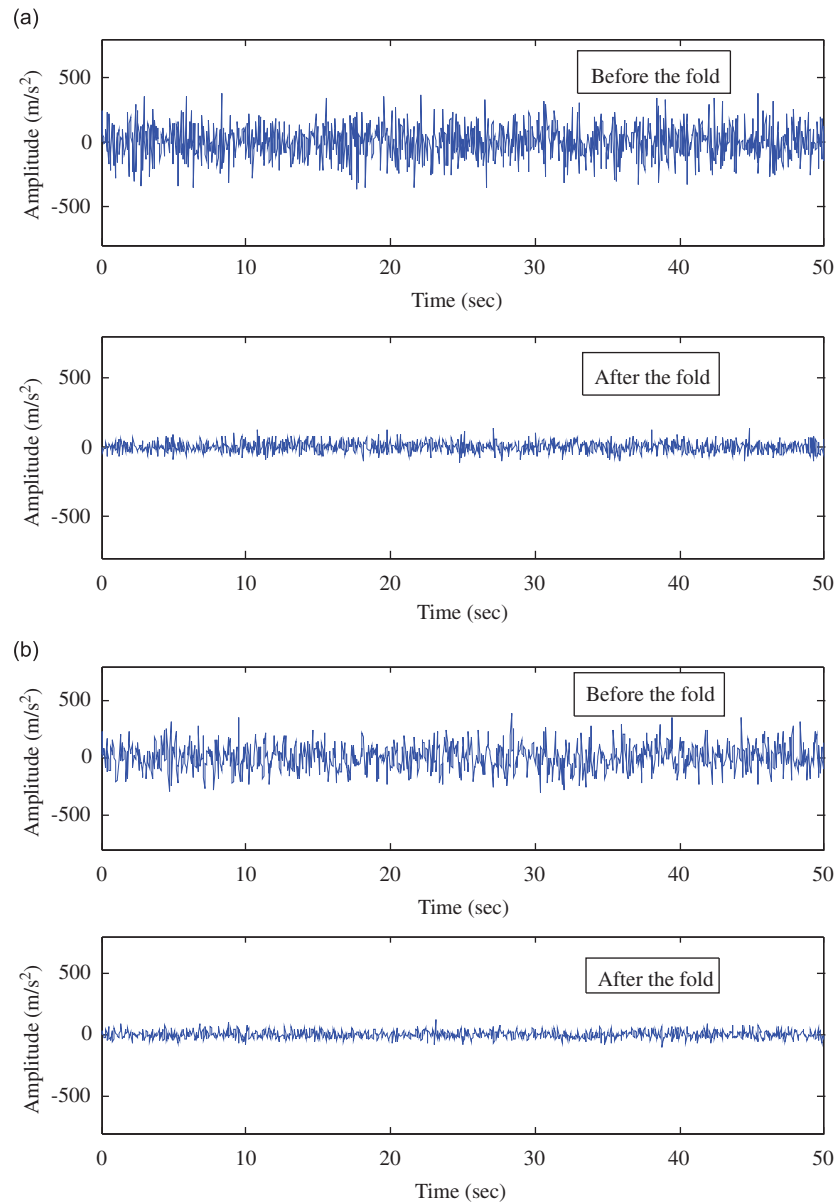 (a)
500
Before the fold
0
-500
Amplitude (m/s²)
0 10 20 30 40 50
Time (sec)
500
After the fold
0
-500
Amplitude (m/s²)
0 10 20 30 40 50
Time (sec)
(b)
500
Before the fold
0
-500
Amplitude (m/s²)
0 10 20 30 40 50
Time (sec)
500
After the fold
0
-500
Amplitude (m/s²)
0 10 20 30 40 50
Time (sec)